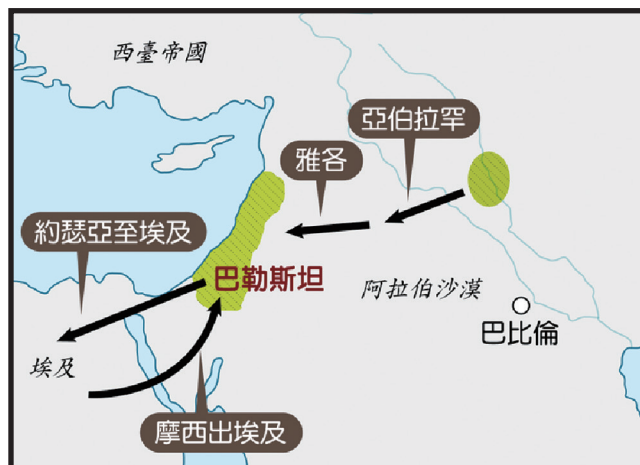 西臺帝國
亞伯拉罕
雅各
約瑟亞至埃及
巴勒斯坦
阿拉伯沙漠
巴比倫
埃及
摩西出埃及